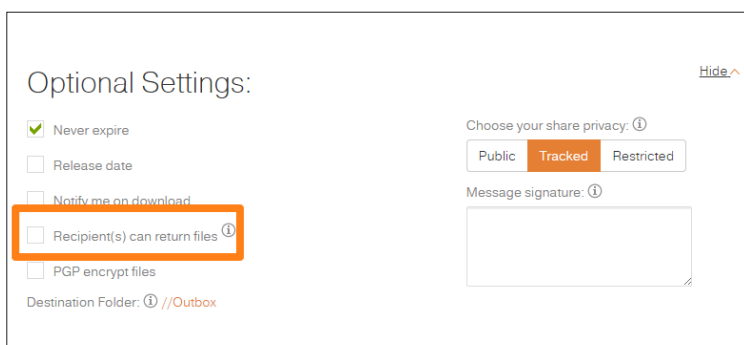 Optional Settings:
Hide
Never expire
Release date
Notify me on download
Recipient(s) can return files
PGP encrypt files
Destination Folder: //Outbox
Choose your share privacy:
Public Tracked Restricted
Message signature: